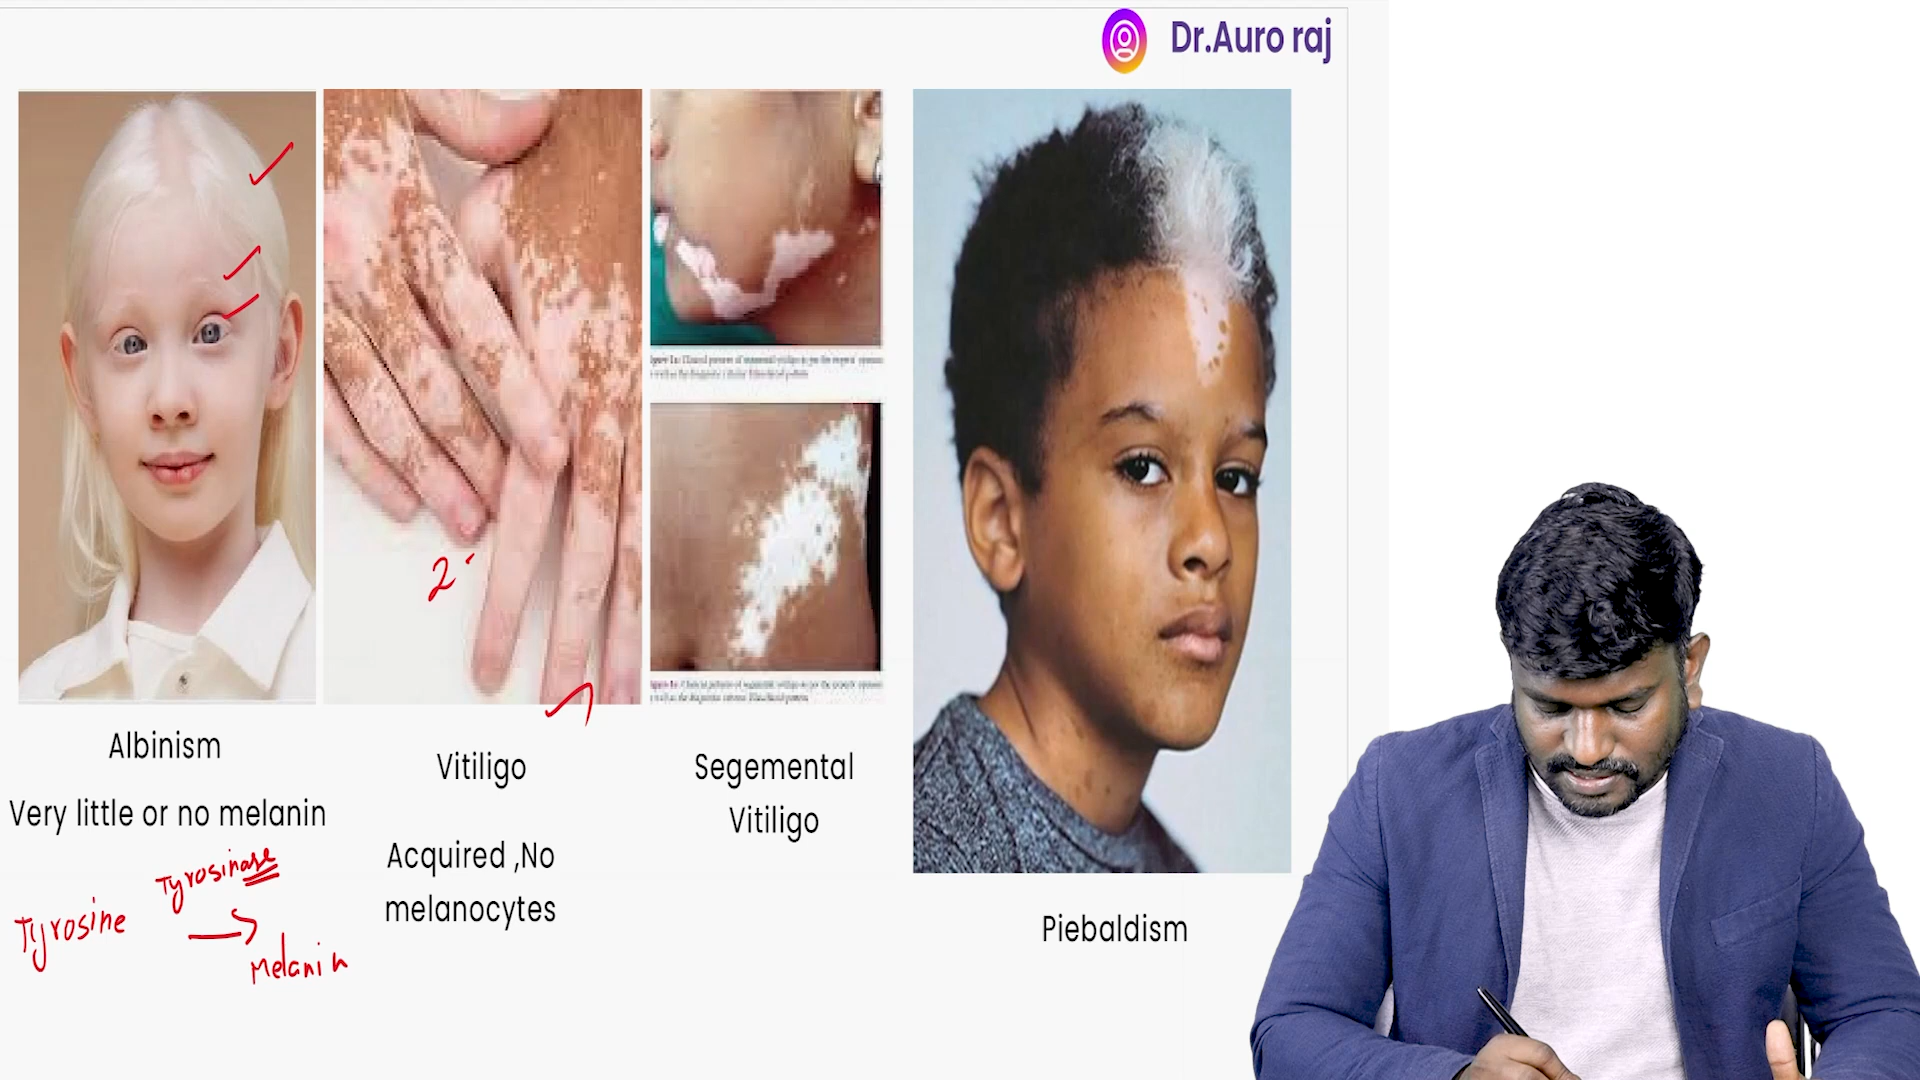 Dr.Auro raj
Albinism
Very little or no melanin
Tyrosinase
Tyrosine
Melanin
2
Vitiligo
Acquired ,No
melanocytes
Segemental
Vitiligo
Piebaldism